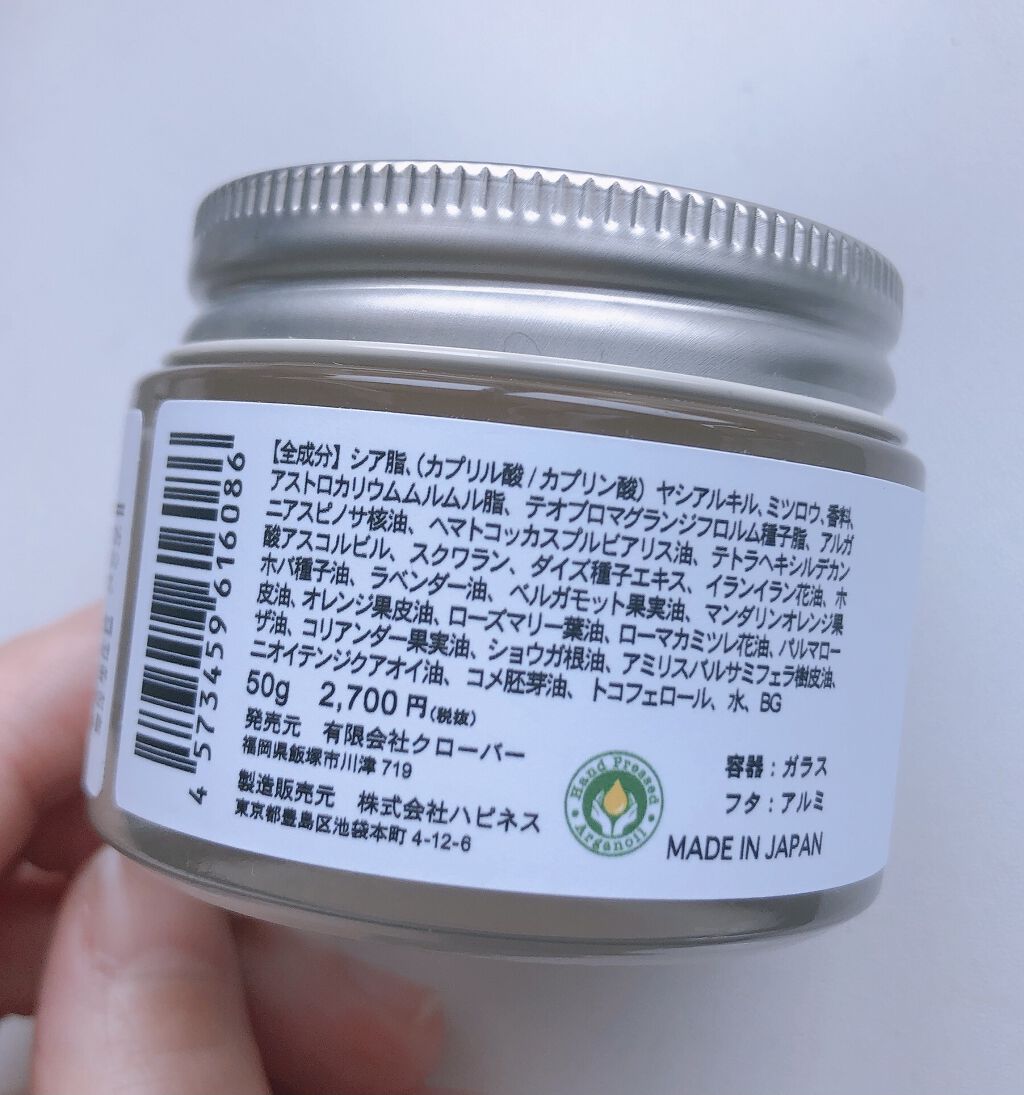 【全成分】シア脂、(カプリル酸 / カプリン酸) ヤシアルキル、ミツロウ、香料、
アストロカリウムムルムル脂、テオブロマグランジフロルム種子脂、アルガ
ニアスピノサ核油、ヘマトコッカスプルビアリス油、テトラヘキシルデカン
酸アスコルビル、スクワラン、ダイズ種子エキス、イランイラン花油、ホ
ホバ種子油、ラベンダー油、ベルガモット果実油、マンダリンオレンジ果
皮油、オレンジ果皮油、ローズマリー葉油、ローマカミツレ花油、パルマロー
ザ油、コリアンダー果実油、ショウガ根油、アミリスバルサミフェラ樹皮油、
ニオイテンジクアオイ油、コメ胚芽油、トコフェロール、水、BG
50g 2,700円(税抜)
発売元 有限会社クローバー
福岡県飯塚市川津 719
製造販売元 株式会社ハピネス
東京都豊島区池袋本町 4-12-6
Hand Pressed
Arganoil
容器：ガラス
フタ：アルミ
MADE IN JAPAN
4 573459 616086